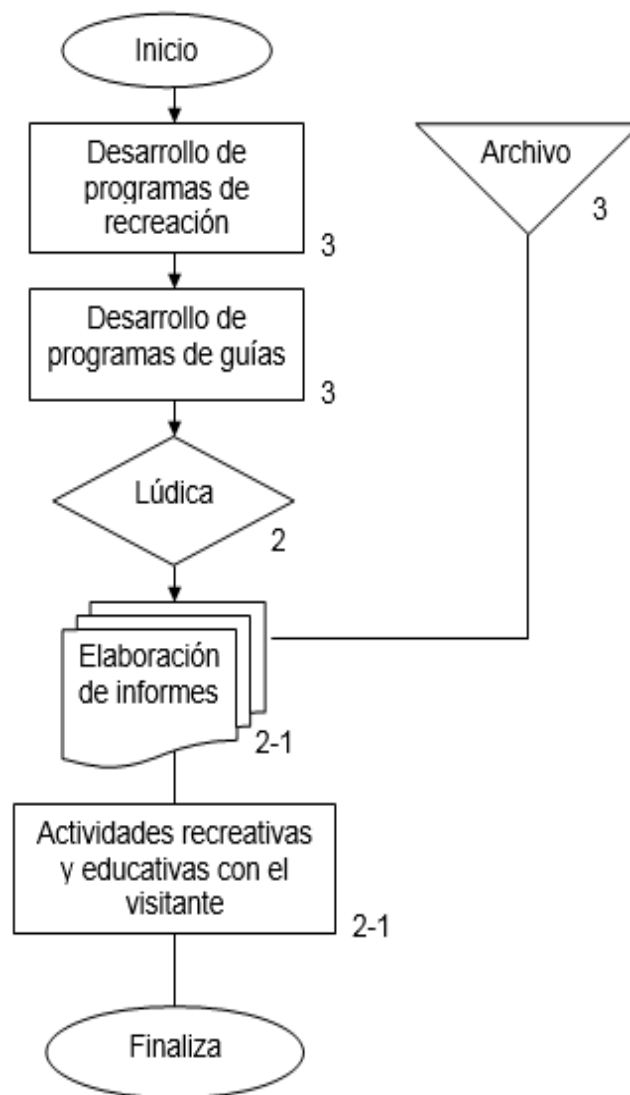 Inicio
Desarrollo de
programas de
recreación
3
Archivo
3
Desarrollo de
programas de guías
3
Lúdica
2
Elaboración
de informes
2-1
Actividades recreativas
y educativas con el
visitante
2-1
Finaliza